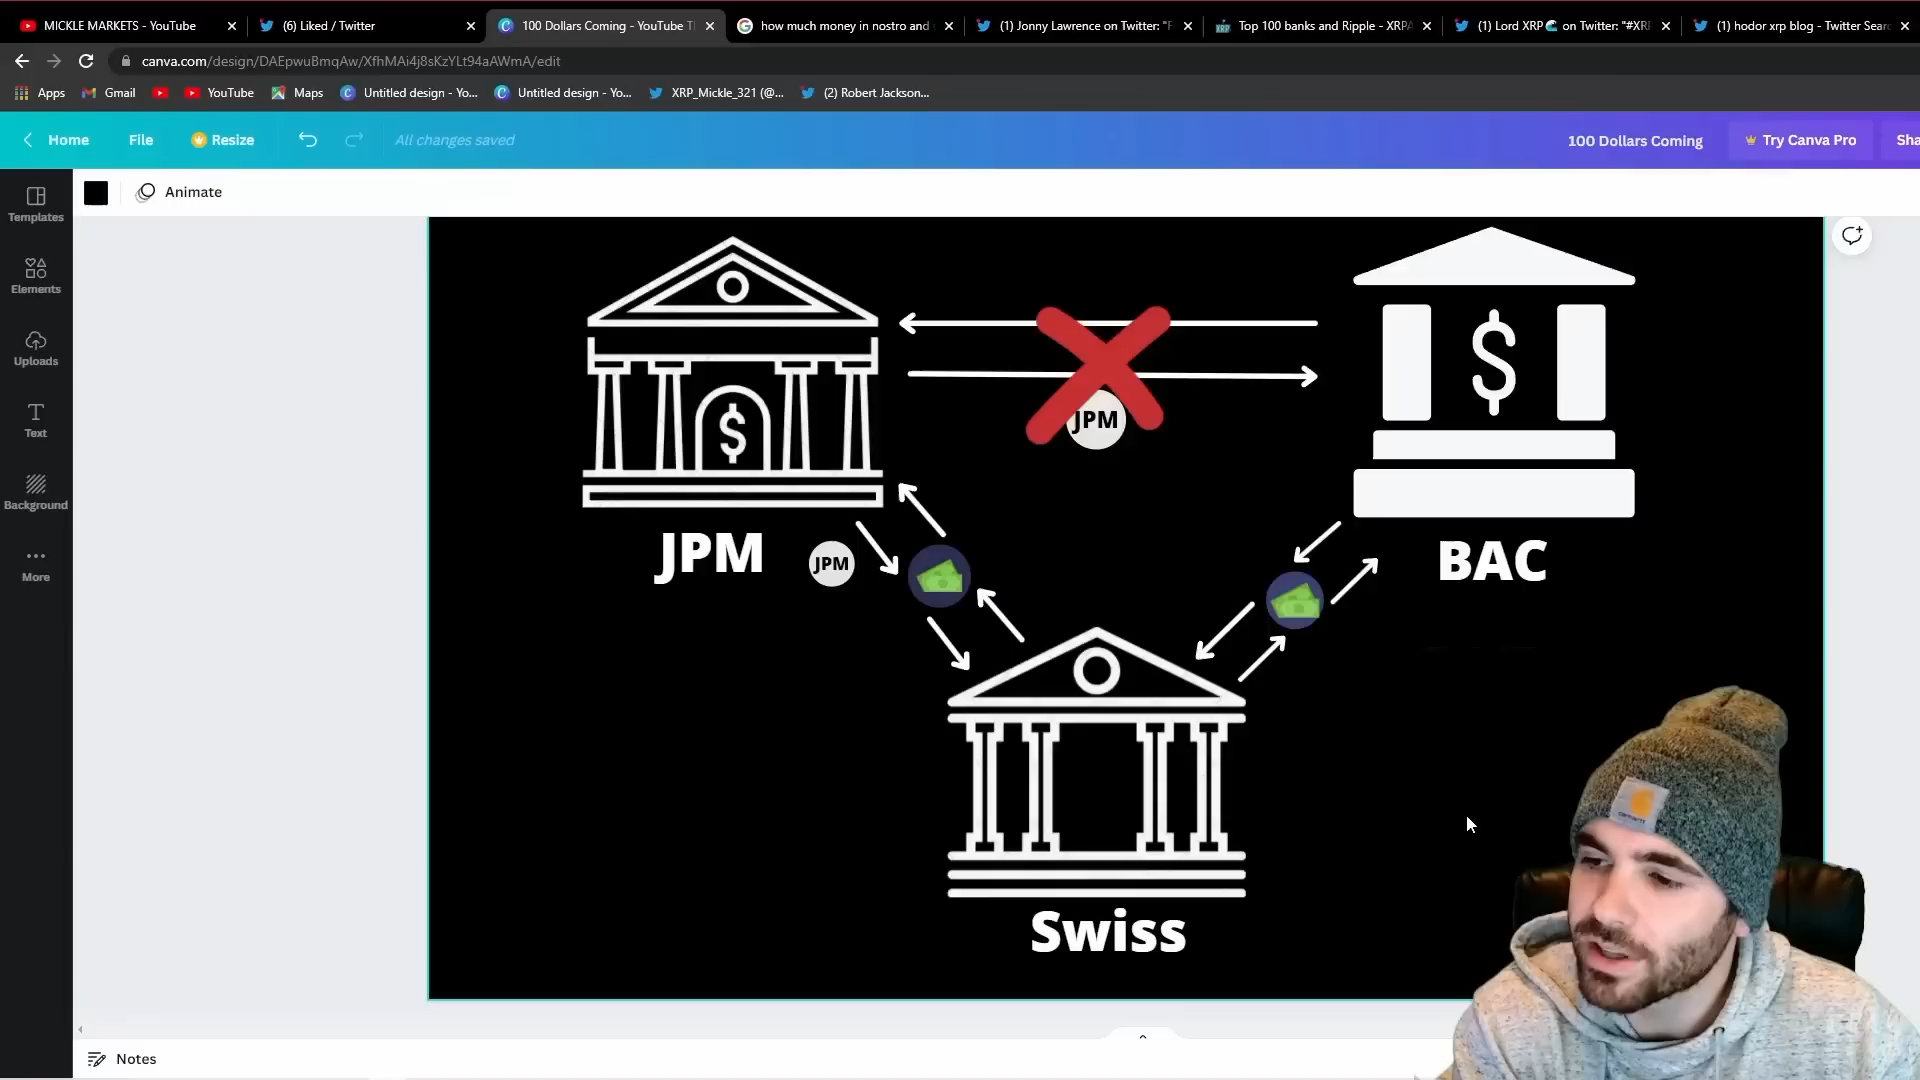 MICKLE MARKETS - YouTube
(6) Liked / Twitter
100 Dollars Coming - YouTube T
how much money in nostro and
(1) Jonny Lawrence on Twitter: "F
Top 100 banks and Ripple - XRPA
(1) Lord XRP on Twitter: "#XRP
(1) hodor xrp blog - Twitter Sear
canva.com/design/DAEpwuBmqAw/XfhMAi4j8sKzYLt94aAWmA/edit
Apps
Gmail
YouTube
Maps
Untitled design - Yo...
Untitled design - Yo...
XRP_Mickle_321 (@...
(2) Robert Jackson...
Home
File
Resize
All changes saved
100 Dollars Coming
Try Canva Pro
Sha
Animate
Templates
Elements
Uploads
Text
Background
More
$
$
JPM
JPM
JPM
BAC
Swiss
Notes